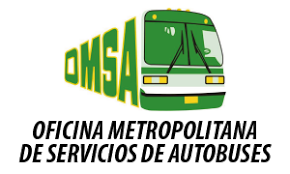 OMSA
OFICINA METROPOLITANA
DE SERVICIOS DE AUTOBUSES